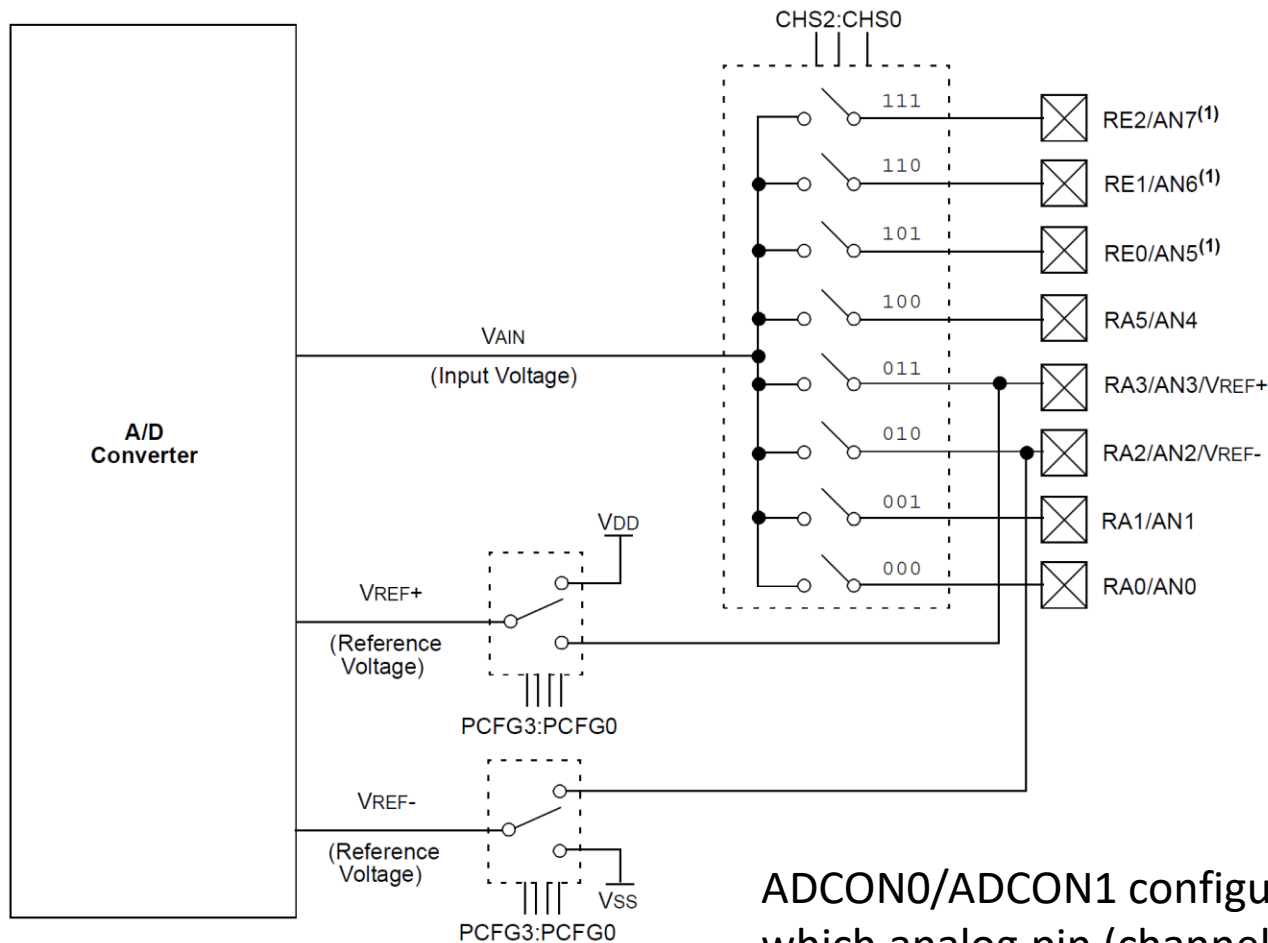 CHS2:CHS0
111
RE2/AN7(1)
110
RE1/AN6(1)
101
RE0/AN5(1)
100
RA5/AN4
VAIN
(Input Voltage)
011
RA3/AN3/VREF+
A/D
Converter
010
RA2/AN2/VREF-
001
RA1/AN1
VDD
000
RA0/AN0
VREF+
(Reference
Voltage)
PCFG3:PCFG0
VREF-
(Reference
Voltage)
VSS
PCFG3:PCFG0
ADCON0/ADCON1
which analog pin (channel